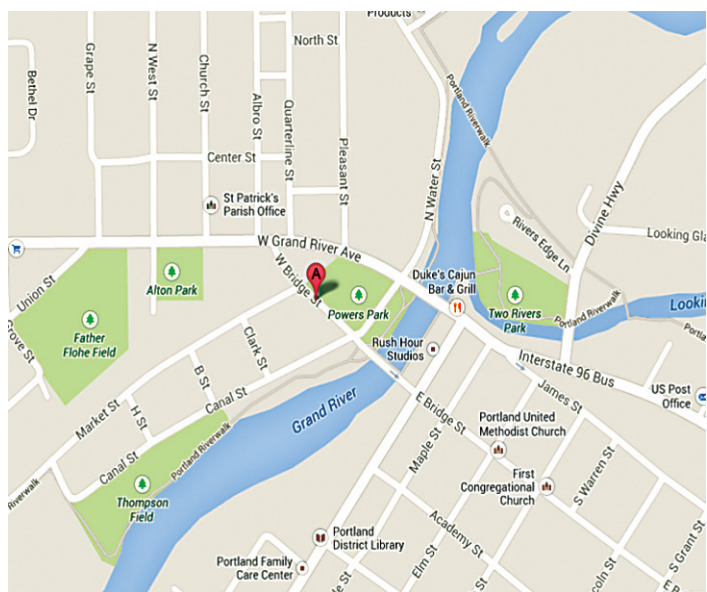 Products
North St
Bethel Dr
Grape St
N West St
Church St
Albro St
Quarterline St
Pleasant St
Portland Riverwalk
Center St
N Water St
St Patrick's
Parish Office
Divine Hwy
Rivers Edge Ln
Looking Gla
W Grand River Ave
Union St
Alton Park
W Bridge St
A
Powers Park
Duke's Cajun
Bar & Grill
Two Rivers
Park
Portland Riverwalk
Lookin
Father
Flohe Field
Grove St
Clark St
Rush Hour
Studios
Interstate 96 Bus
B St
Market St
H St
Canal St
Grand River
James St
US Post
Office
E Bridge St
Portland United
Methodist Church
Canal St
Portland Riverwalk
Maple St
S Warren St
First
Congregational
Church
Riverwalk
Thompson
Field
Portland
District Library
Academy St
Portland Family
Care Center
Elm St
S Grant St